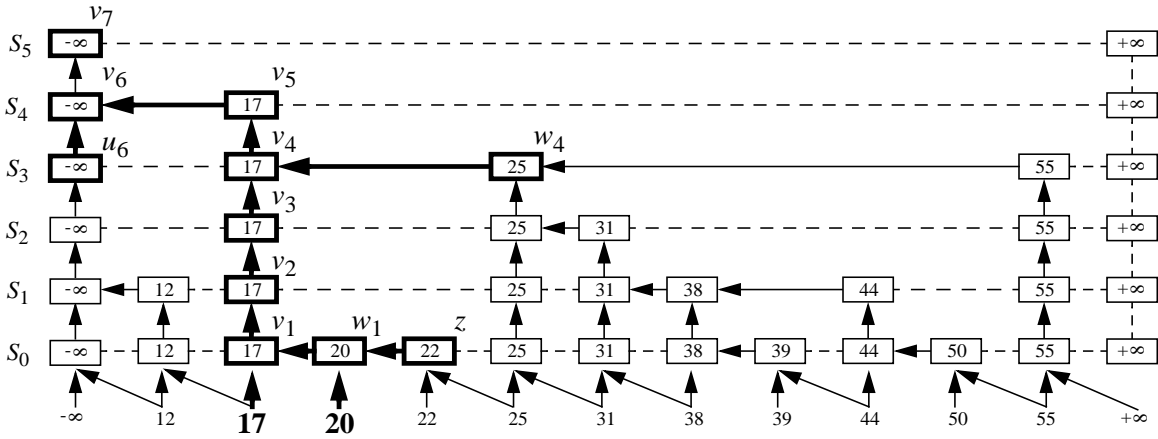 v7
S5 -∞ +∞
v6 v5
S4 -∞ 17 +∞
u6 v4 w4
S3 -∞ 17 25 55 +∞
v3
S2 -∞ 17 25 31 55 +∞
v2
S1 -∞ 12 17 25 31 38 44 55 +∞
v1 w1 z
S0 -∞ 12 17 20 22 25 31 38 39 44 50 55 +∞
-∞ 12 17 20 22 25 31 38 39 44 50 55 +∞